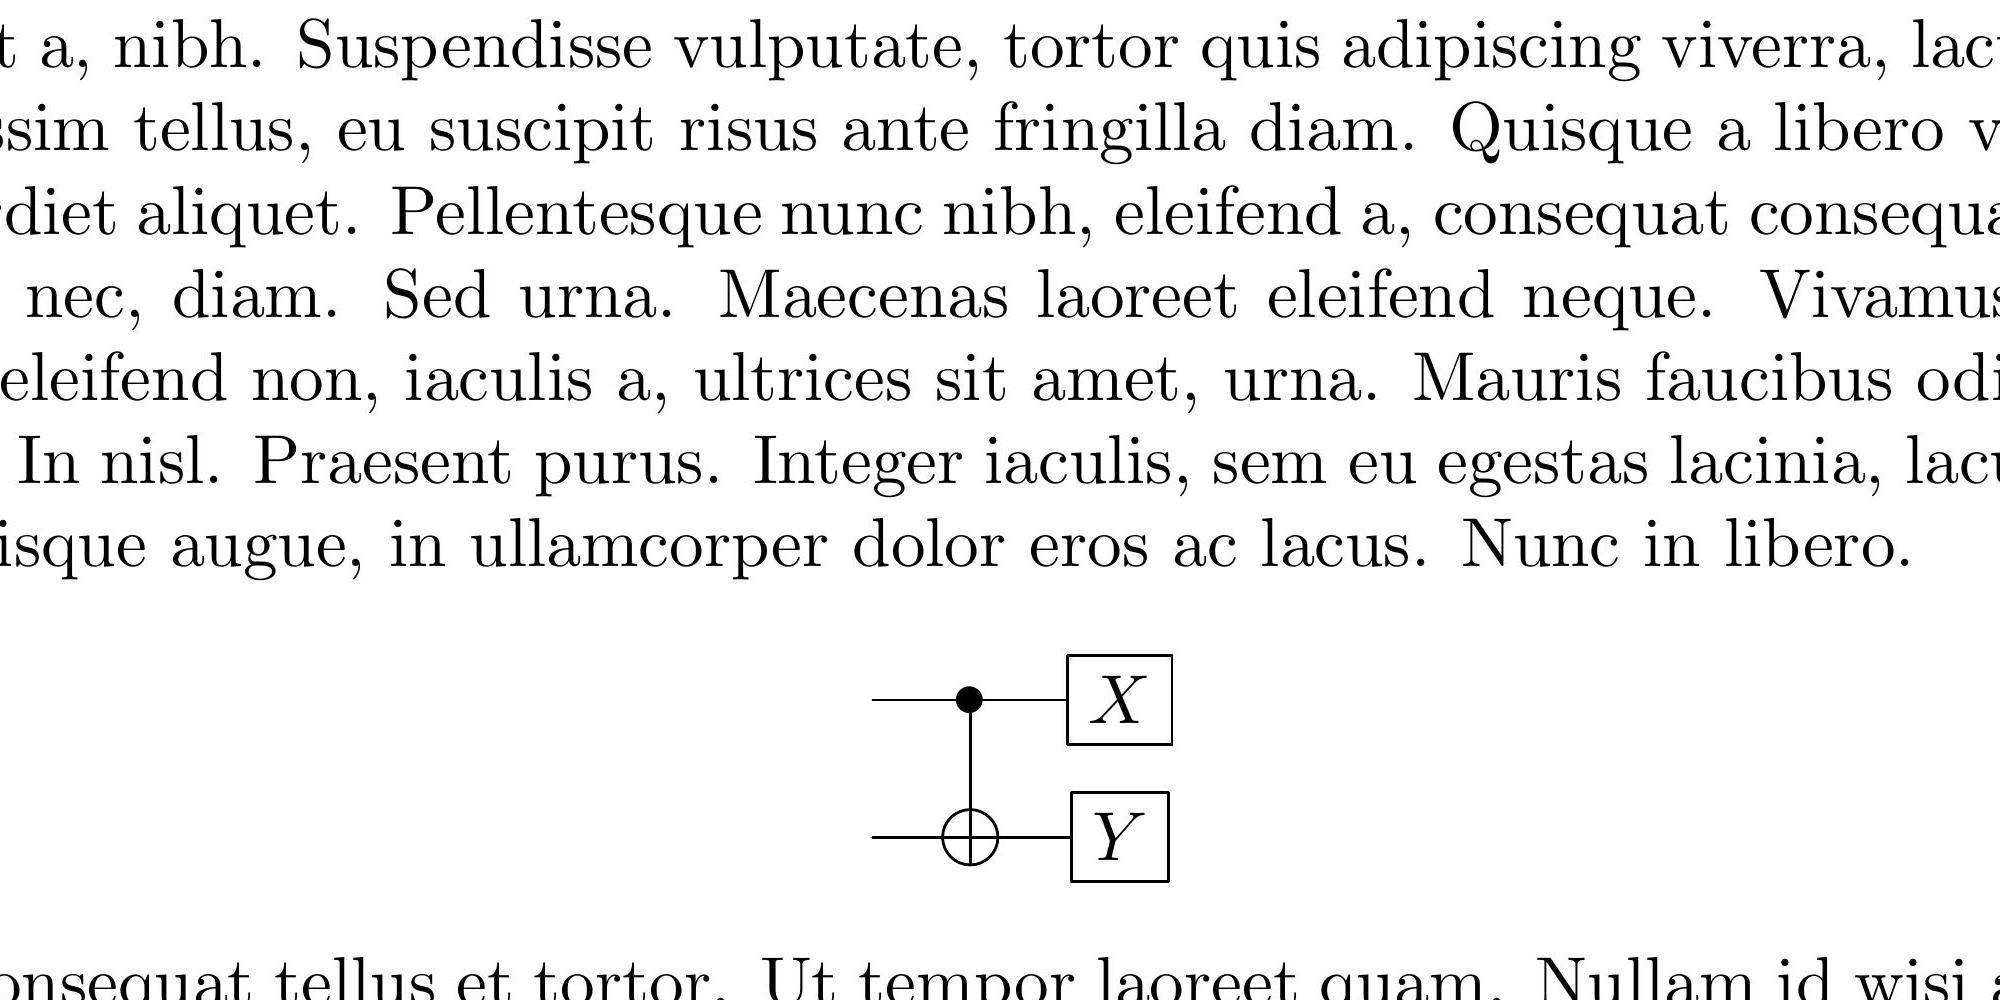 t a, nibh. Suspendisse vulputate, tortor quis adipiscing viverra, lac
ssim tellus, eu suscipit risus ante fringilla diam. Quisque a libero v
rdiet aliquet. Pellentesque nunc nibh, eleifend a, consequat consequa
nec, diam. Sed urna. Maecenas laoreet eleifend neque. Vivamus
eleifend non, iaculis a, ultrices sit amet, urna. Mauris faucibus odi
In nisl. Praesent purus. Integer iaculis, sem eu egestas lacinia, lacu
isque augue, in ullamcorper dolor eros ac lacus. Nunc in libero.
X
Y
onsequat tellus et tortor. Ut tempor laoreet quam. Nullam id wisi a